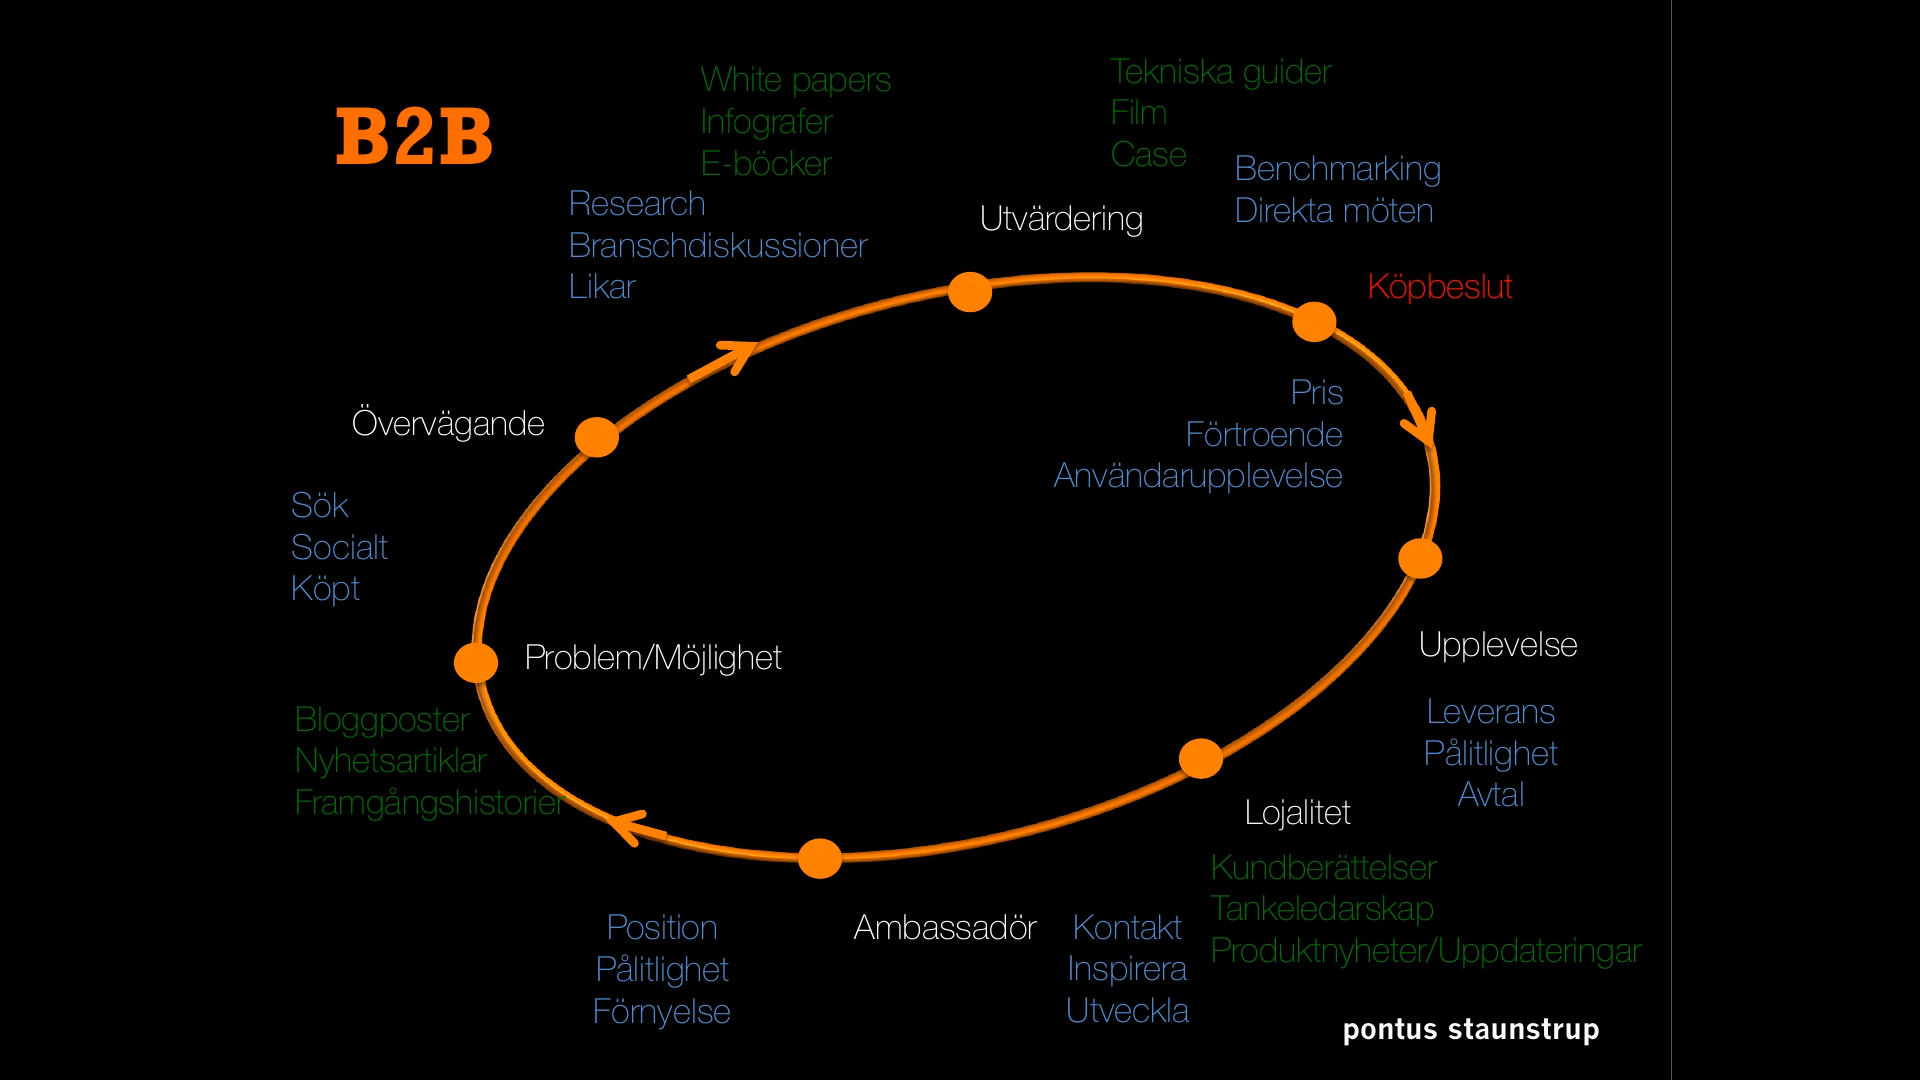 B2B
White papers
Infografer
E-böcker
Tekniska guider
Film
Case
Benchmarking
Direkta möten
Research
Branschdiskussioner
Likar
Utvärdering
Köpbeslut
Övervägande
Pris
Förtroende
Användarupplevelse
Sök
Socialt
Köpt
Problem/Möjlighet
Upplevelse
Leverans
Pålitlighet
Avtal
Bloggposter
Nyhetsartiklar
Framgångshistorier
Lojalitet
Kundberättelser
Tankeledarskap
Produktnyheter/Uppdateringar
Ambassadör
Kontakt
Inspirera
Utveckla
Position
Pålitlighet
Förnyelse
pontus staunstrup